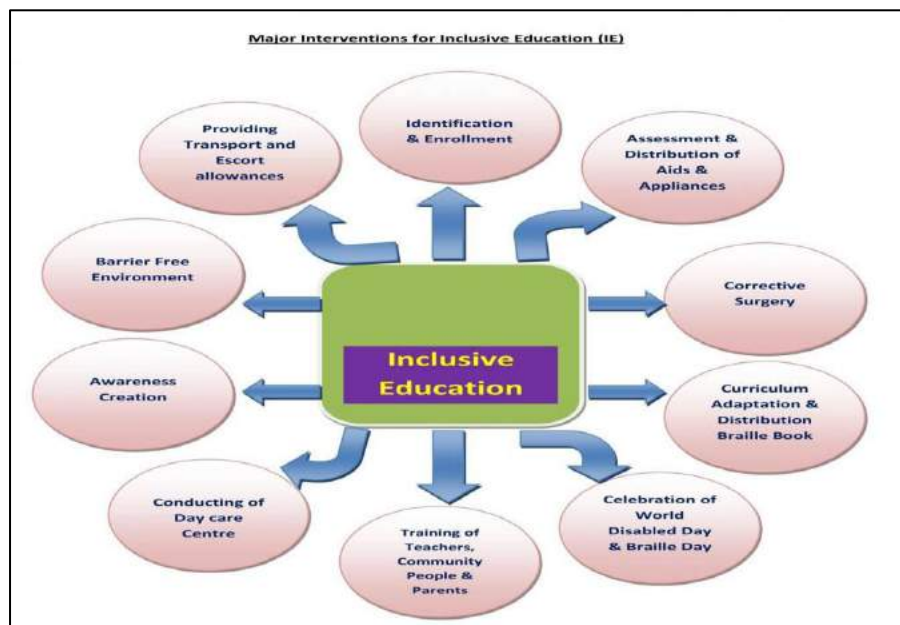 Major Interventions for Inclusive Education (IE)
Identification
& Enrollment
Providing
Transport and
Escort
allowances
Assessment &
Distribution of
Aids &
Appliances
Barrier Free
Environment
Corrective
Surgery
Inclusive
Education
Awareness
Creation
Curriculum
Adaptation &
Distribution
Braille Book
Conducting of
Day care
Centre
Training of
Teachers,
Community
People &
Parents
Celebration of
World
Disabled Day
& Braille Day